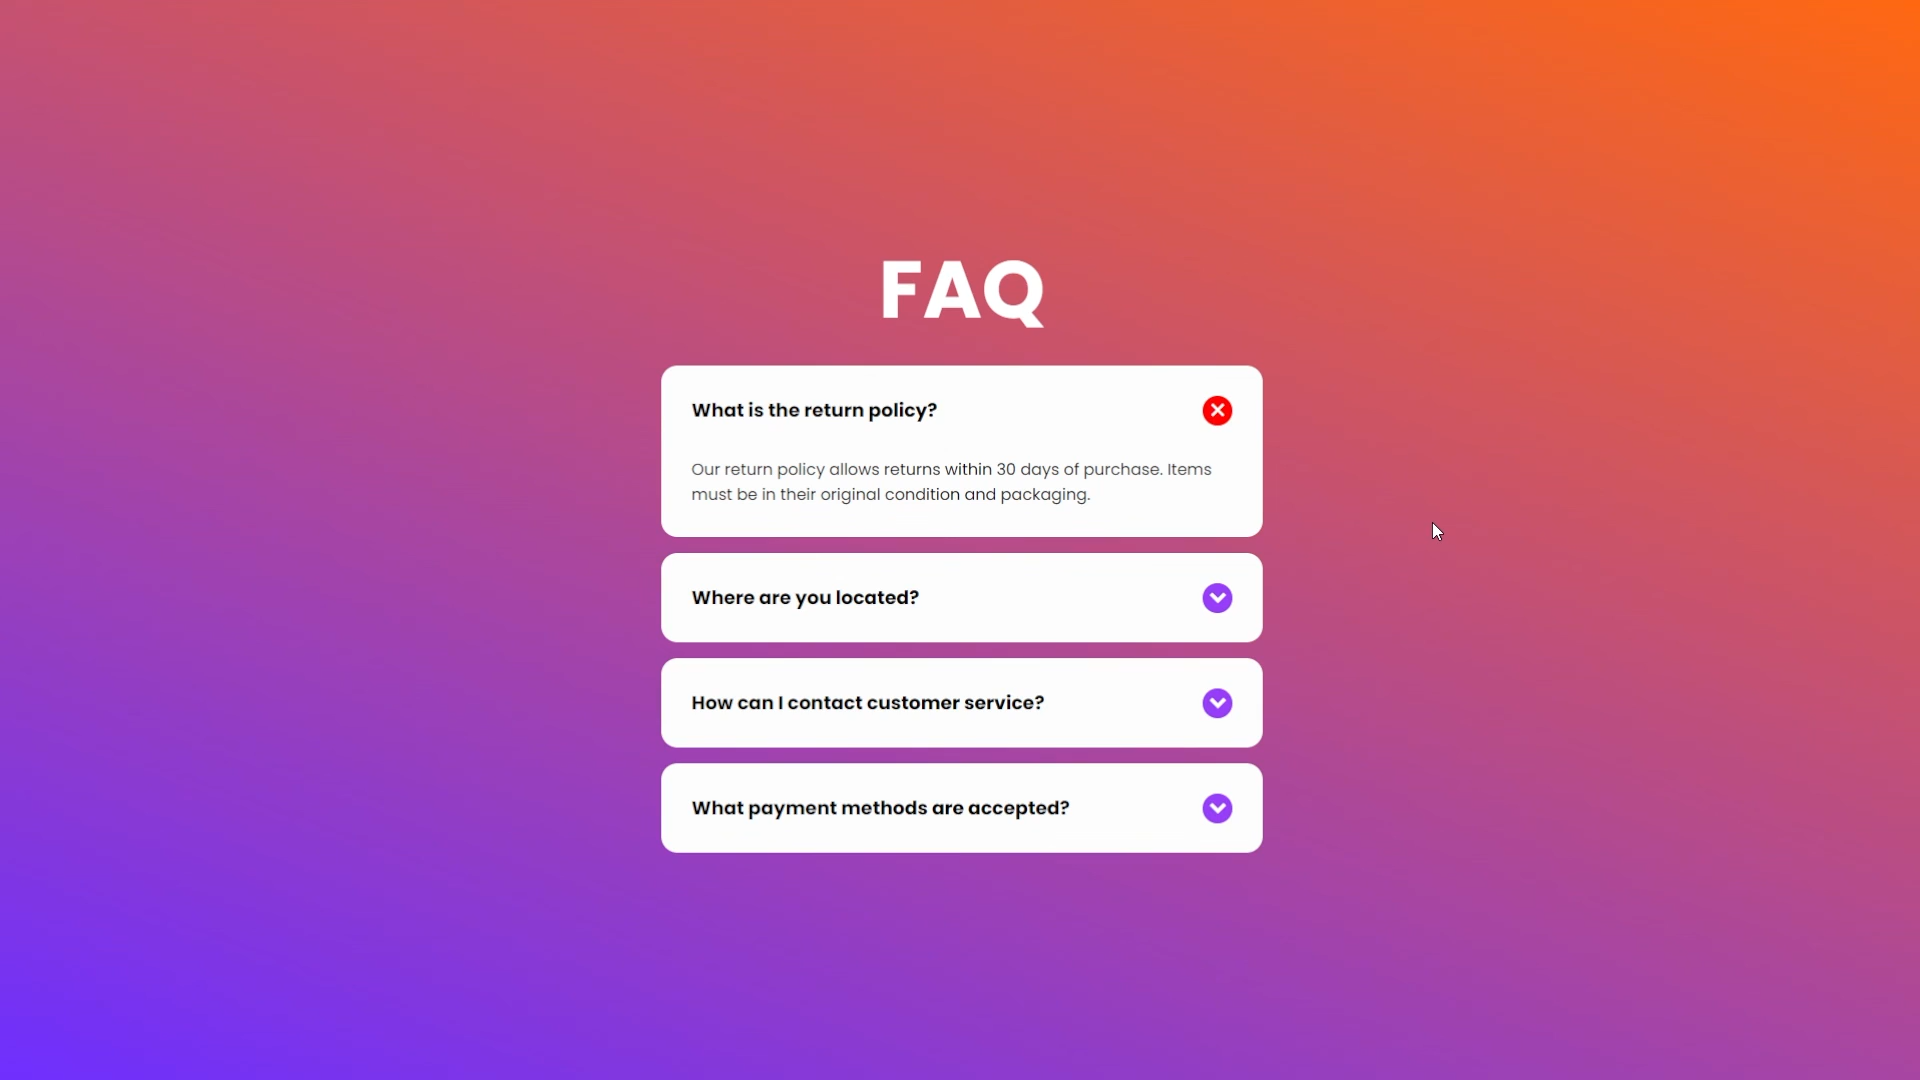 FAQ
What is the return policy?
Our return policy allows returns within 30 days of purchase. Items
must be in their original condition and packaging.
Where are you located?
How can I contact customer service?
What payment methods are accepted?